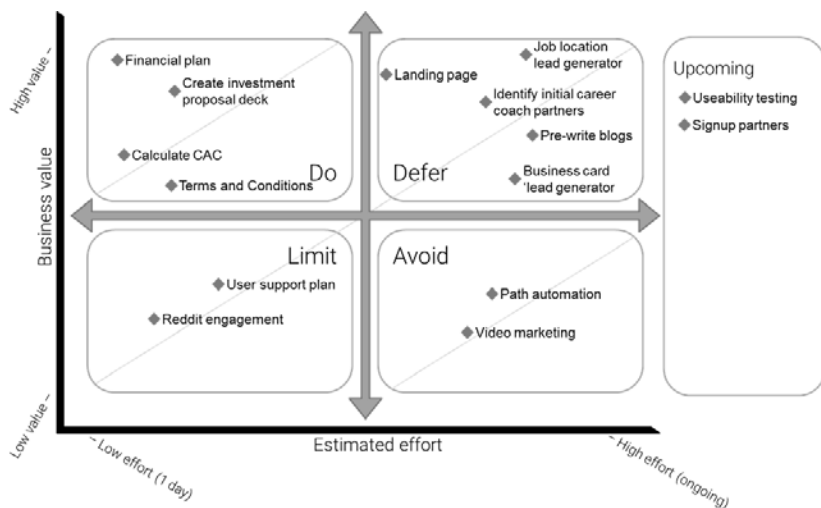 High value –
Business value
Low value –
Financial plan
Create investment
proposal deck
Calculate CAC
Terms and Conditions
Do
Landing page
Job location
lead generator
Identify initial career
coach partners
Pre-write blogs
Business card
'lead generator
Defer
Upcoming
Useability testing
Signup partners
Limit
User support plan
Reddit engagement
Avoid
Path automation
Video marketing
– Low effort (1 day)
Estimated effort
– High effort (ongoing)